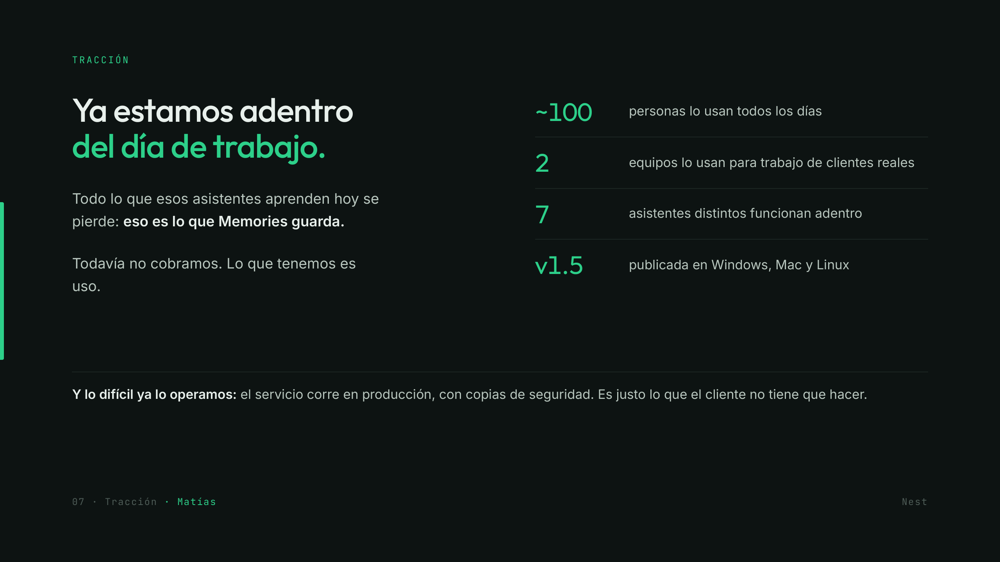 TRACCIÓN
Ya estamos adentro
del día de trabajo.
Todo lo que esos asistentes aprenden hoy se
pierde: eso es lo que Memories guarda.
Todavía no cobramos. Lo que tenemos es
uso.
~100 personas lo usan todos los días
2 equipos lo usan para trabajo de clientes reales
7 asistentes distintos funcionan adentro
v1.5 publicada en Windows, Mac y Linux
Y lo difícil ya lo operamos: el servicio corre en producción, con copias de seguridad. Es justo lo que el cliente no tiene que hacer.
07 · Tracción · Matías
Nest